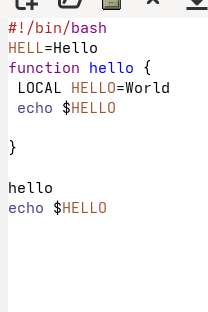 #!/bin/bash
HELL=Hello
function hello {
 LOCAL HELLO=World
 echo $HELLO

}

hello
echo $HELLO